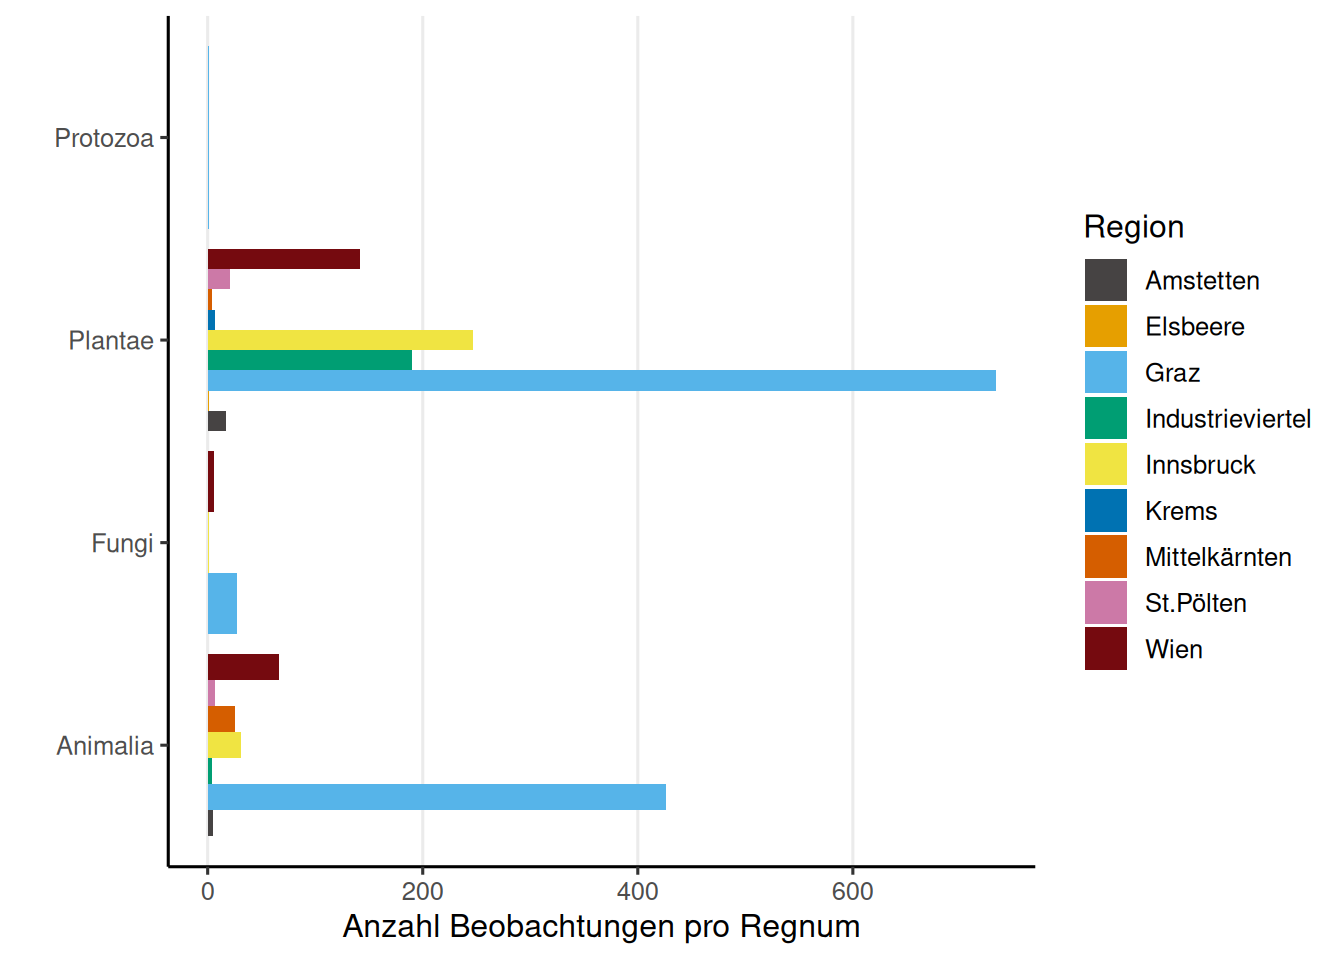 Protozoa
Plantae
Fungi
Animalia
0 200 400 600
Anzahl Beobachtungen pro Regnum
Region
Amstetten
Elsbeere
Graz
Industrieviertel
Innsbruck
Krems
Mittelkärnten
St.Pölten
Wien